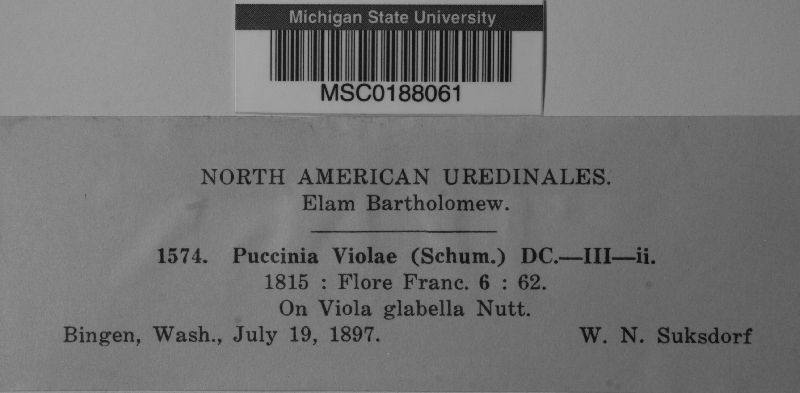 Michigan State University
MSC0188061
NORTH AMERICAN UREDINALES.
Elam Bartholomew.
1574. Puccinia Violae (Schum.) DC.—III—ii.
1815 : Flore Franc. 6 : 62.
On Viola glabella Nutt.
Bingen, Wash., July 19, 1897. W. N. Suksdorf